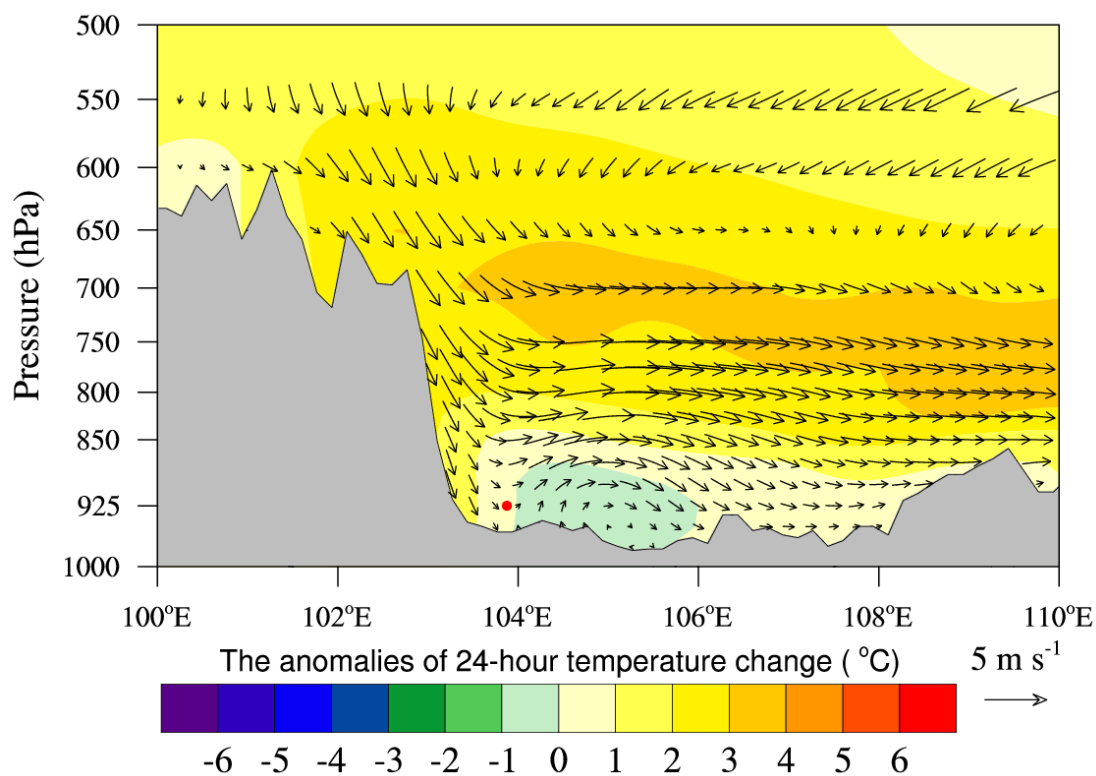 500
550
600
650
700
750
800
850
925
1000
Pressure (hPa)
100°E 102°E 104°E 106°E 108°E 110°E
The anomalies of 24-hour temperature change ( °C)
5 m s⁻¹
-6 -5 -4 -3 -2 -1 0 1 2 3 4 5 6